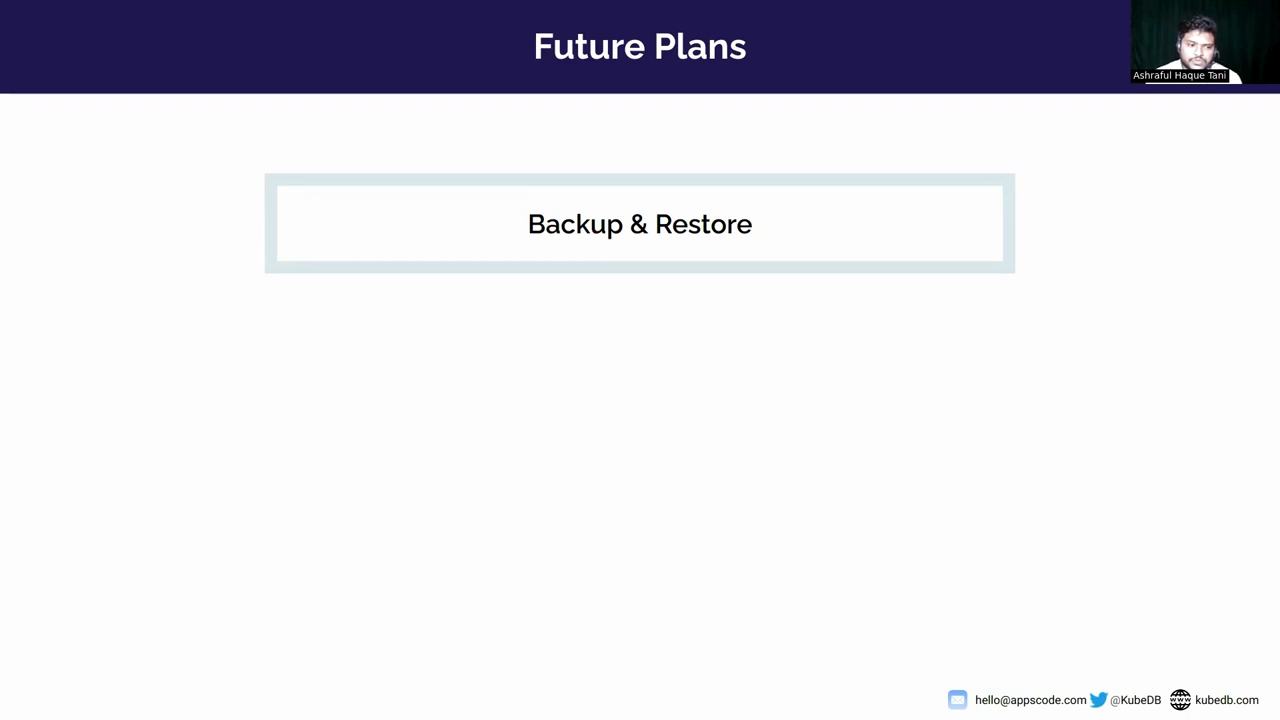 Future Plans
Ashraful Haque Tani
Backup & Restore
hello@appscode.com @KubeDB kubedb.com